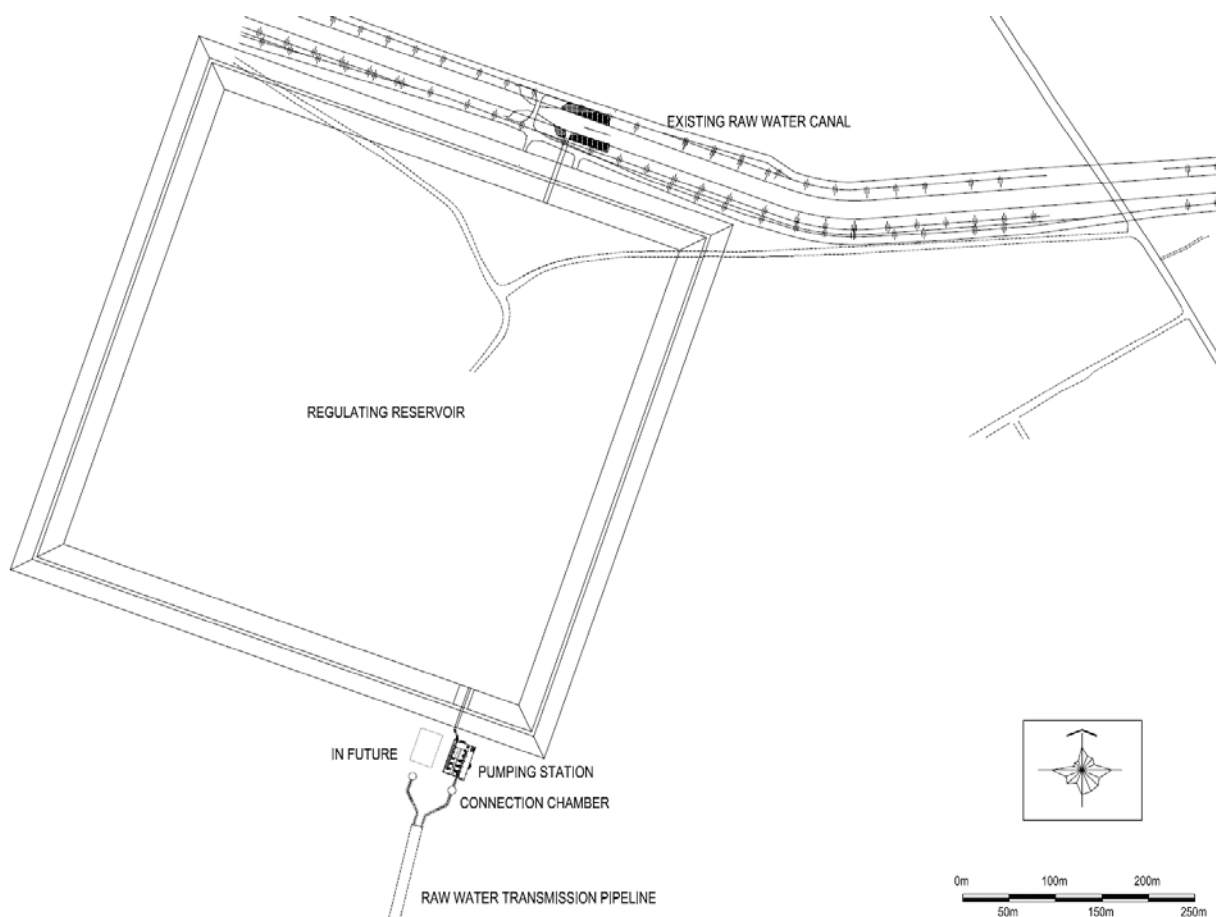 EXISTING RAW WATER CANAL
REGULATING RESERVOIR
IN FUTURE
PUMPING STATION
CONNECTION CHAMBER
RAW WATER TRANSMISSION PIPELINE
0m 100m 200m
50m 150m 250m